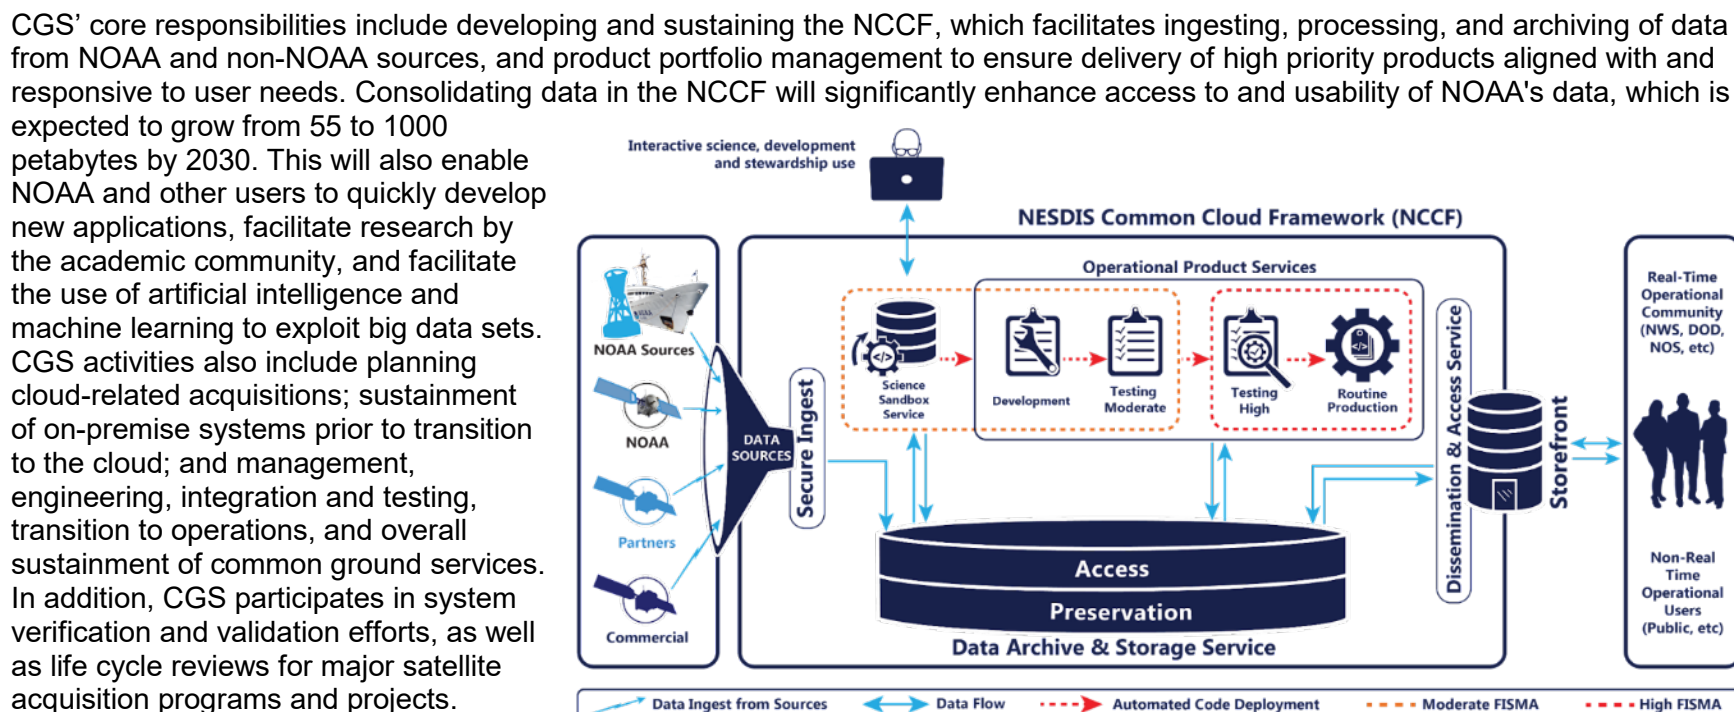 CGS’ core responsibilities include developing and sustaining the NCCF, which facilitates ingesting, processing, and archiving of data
from NOAA and non-NOAA sources, and product portfolio management to ensure delivery of high priority products aligned with and
responsive to user needs. Consolidating data in the NCCF will significantly enhance access to and usability of NOAA's data, which is
expected to grow from 55 to 1000
petabytes by 2030. This will also enable
NOAA and other users to quickly develop
new applications, facilitate research by
the academic community, and facilitate
the use of artificial intelligence and
machine learning to exploit big data sets.
CGS activities also include planning
cloud-related acquisitions; sustainment
of on-premise systems prior to transition
to the cloud; and management,
engineering, integration and testing,
transition to operations, and overall
sustainment of common ground services.
In addition, CGS participates in system
verification and validation efforts, as well
as life cycle reviews for major satellite
acquisition programs and projects.
Interactive science, development
and stewardship use
NESDIS Common Cloud Framework (NCCF)
NOAA Sources
NOAA
Partners
Commercial
DATA
SOURCES
Secure Ingest
Operational Product Services
Science
Sandbox
Service
Development
Testing
Moderate
Testing
High
Routine
Production
Access
Preservation
Data Archive & Storage Service
Dissemination & Access Service
Storefront
Real-Time
Operational
Community
(NWS, DOD,
NOS, etc)
Non-Real
Time
Operational
Users
(Public, etc)
Data Ingest from Sources
Data Flow
Automated Code Deployment
Moderate FISMA
High FISMA